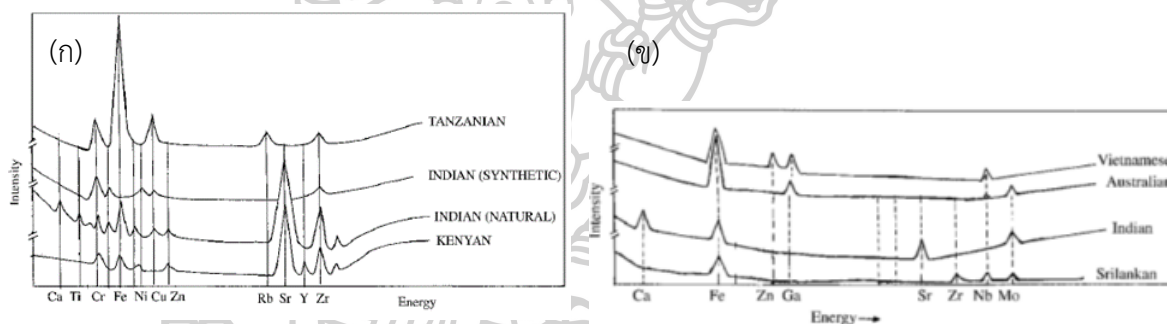 (ก)
TANZANIAN
INDIAN (SYNTHETIC)
INDIAN (NATURAL)
KENYAN
Intensity
Ca Ti Cr Fe Ni Cu Zn Rb Sr Y Zr Energy
(ข)
Vietnamese
Australian
Indian
Srilankan
Intensity
Ca Fe Zn Ga Sr Zr Nb Mo
Energy